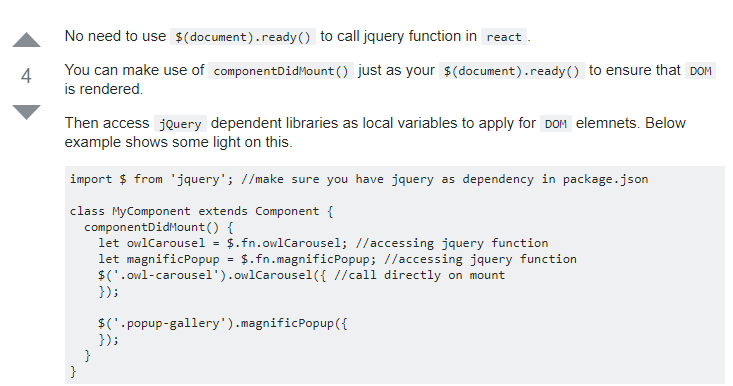 No need to use $(document).ready() to call jquery function in react .
4
You can make use of componentDidMount() just as your $(document).ready() to ensure that DOM
is rendered.
Then access jQuery dependent libraries as local variables to apply for DOM elemnets. Below
example shows some light on this.
import $ from 'jquery'; //make sure you have jquery as dependency in package.json
class MyComponent extends Component {
  componentDidMount() {
    let owlCarousel = $.fn.owlCarousel; //accessing jquery function
    let magnificPopup = $.fn.magnificPopup; //accessing jquery function
    $('.owl-carousel').owlCarousel({ //call directly on mount
    });
    $('.popup-gallery').magnificPopup({
    });
  }
}